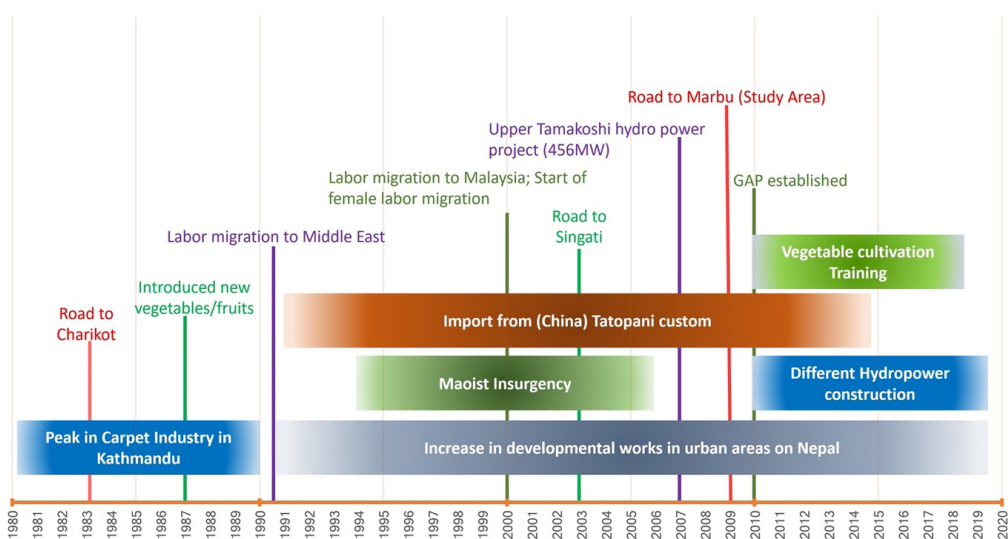 Road to Marbu (Study Area)
Upper Tamakoshi hydro power
project (456MW)
Labor migration to Malaysia; Start of
female labor migration
GAP established
Road to
Singati
Labor migration to Middle East
Vegetable cultivation
Training
Introduced new
vegetables/fruits
Import from (China) Tatopani custom
Road to
Charikot
Maoist Insurgency
Different Hydropower
construction
Peak in Carpet Industry in
Kathmandu
Increase in developmental works in urban areas on Nepal
1980
1981
1982
1983
1984
1985
1986
1987
1988
1989
1990
1991
1992
1993
1994
1995
1996
1997
1998
1999
2000
2001
2002
2003
2004
2005
2006
2007
2008
2009
2010
2011
2012
2013
2014
2015
2016
2017
2018
2019
2020